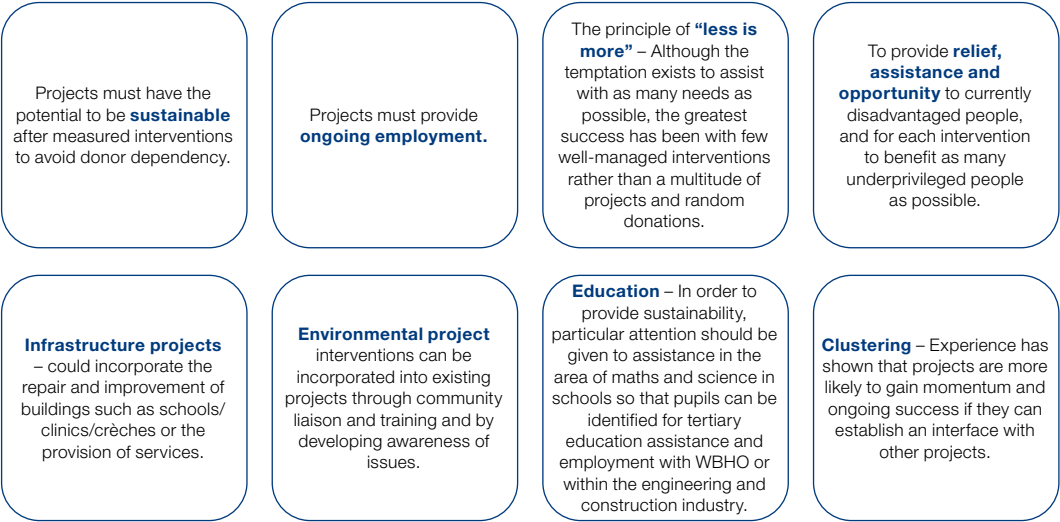 Projects must have the
potential to be sustainable
after measured interventions
to avoid donor dependency.
Projects must provide
ongoing employment.
The principle of “less is
more” – Although the
temptation exists to assist
with as many needs as
possible, the greatest
success has been with few
well-managed interventions
rather than a multitude of
projects and random
donations.
To provide relief,
assistance and
opportunity to currently
disadvantaged people,
and for each intervention
to benefit as many
underprivileged people
as possible.
Infrastructure projects
– could incorporate the
repair and improvement of
buildings such as schools/
clinics/crèches or the
provision of services.
Environmental project
interventions can be
incorporated into existing
projects through community
liaison and training and by
developing awareness of
issues.
Education – In order to
provide sustainability,
particular attention should be
given to assistance in the
area of maths and science in
schools so that pupils can be
identified for tertiary
education assistance and
employment with WBHO or
within the engineering and
construction industry.
Clustering – Experience has
shown that projects are more
likely to gain momentum and
ongoing success if they can
establish an interface with
other projects.